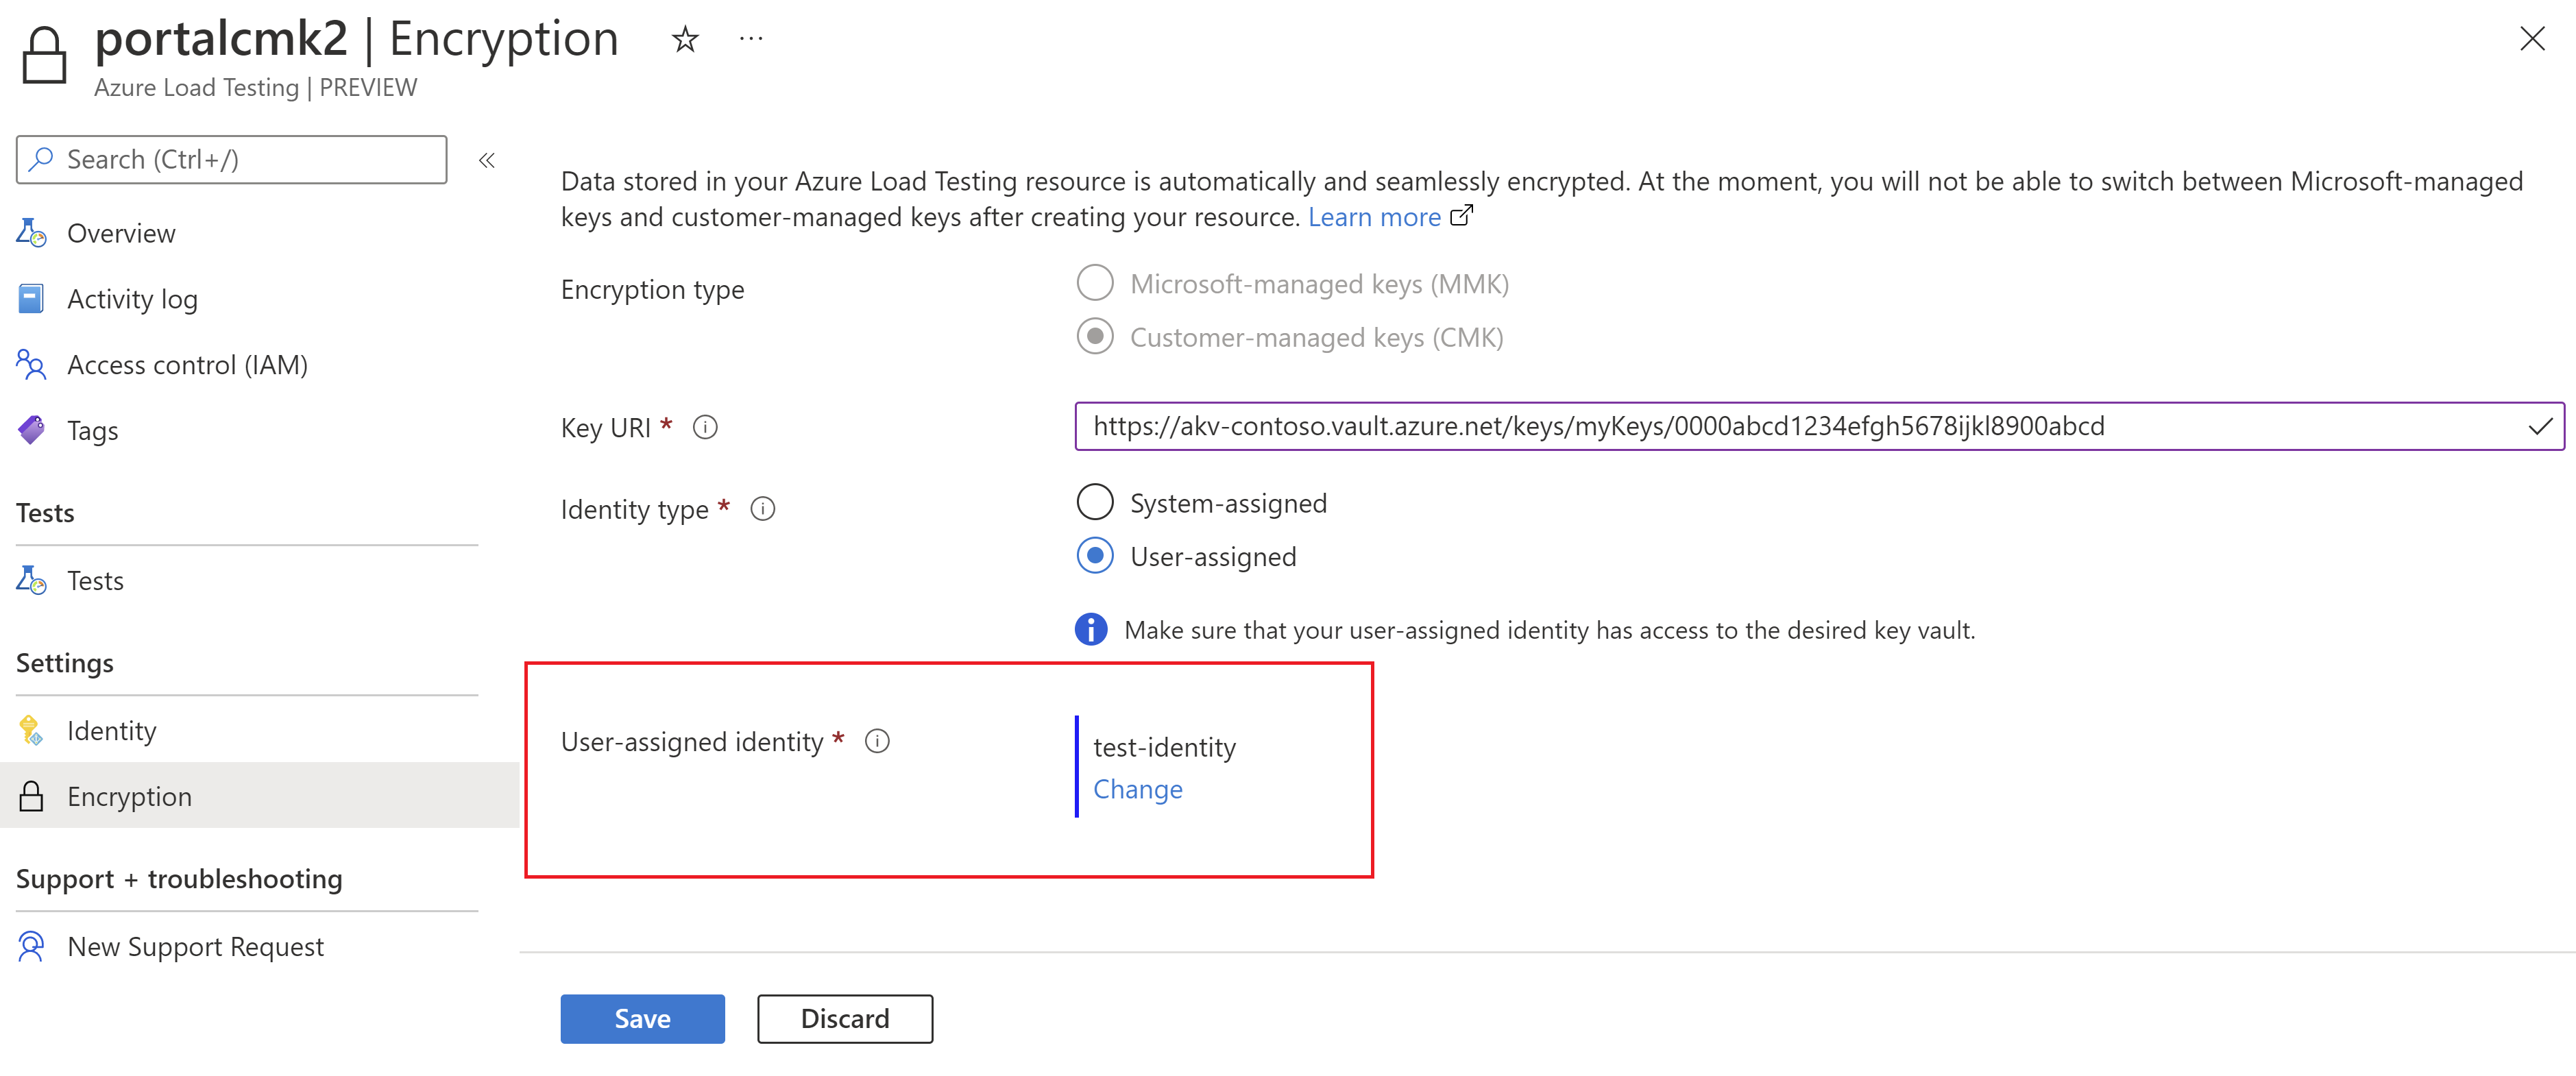 portalcmk2 | Encryption
Azure Load Testing | PREVIEW
Search (Ctrl+/)
Overview
Activity log
Access control (IAM)
Tags
Tests
Tests
Settings
Identity
Encryption
Support + troubleshooting
New Support Request
Data stored in your Azure Load Testing resource is automatically and seamlessly encrypted. At the moment, you will not be able to switch between Microsoft-managed
keys and customer-managed keys after creating your resource. Learn more
Encryption type
Microsoft-managed keys (MMK)
Customer-managed keys (CMK)
Key URI *
https://akv-contoso.vault.azure.net/keys/myKeys/0000abcd1234efgh5678ijkl8900abcd
Identity type *
System-assigned
User-assigned
Make sure that your user-assigned identity has access to the desired key vault.
User-assigned identity *
test-identity
Change
Save
Discard